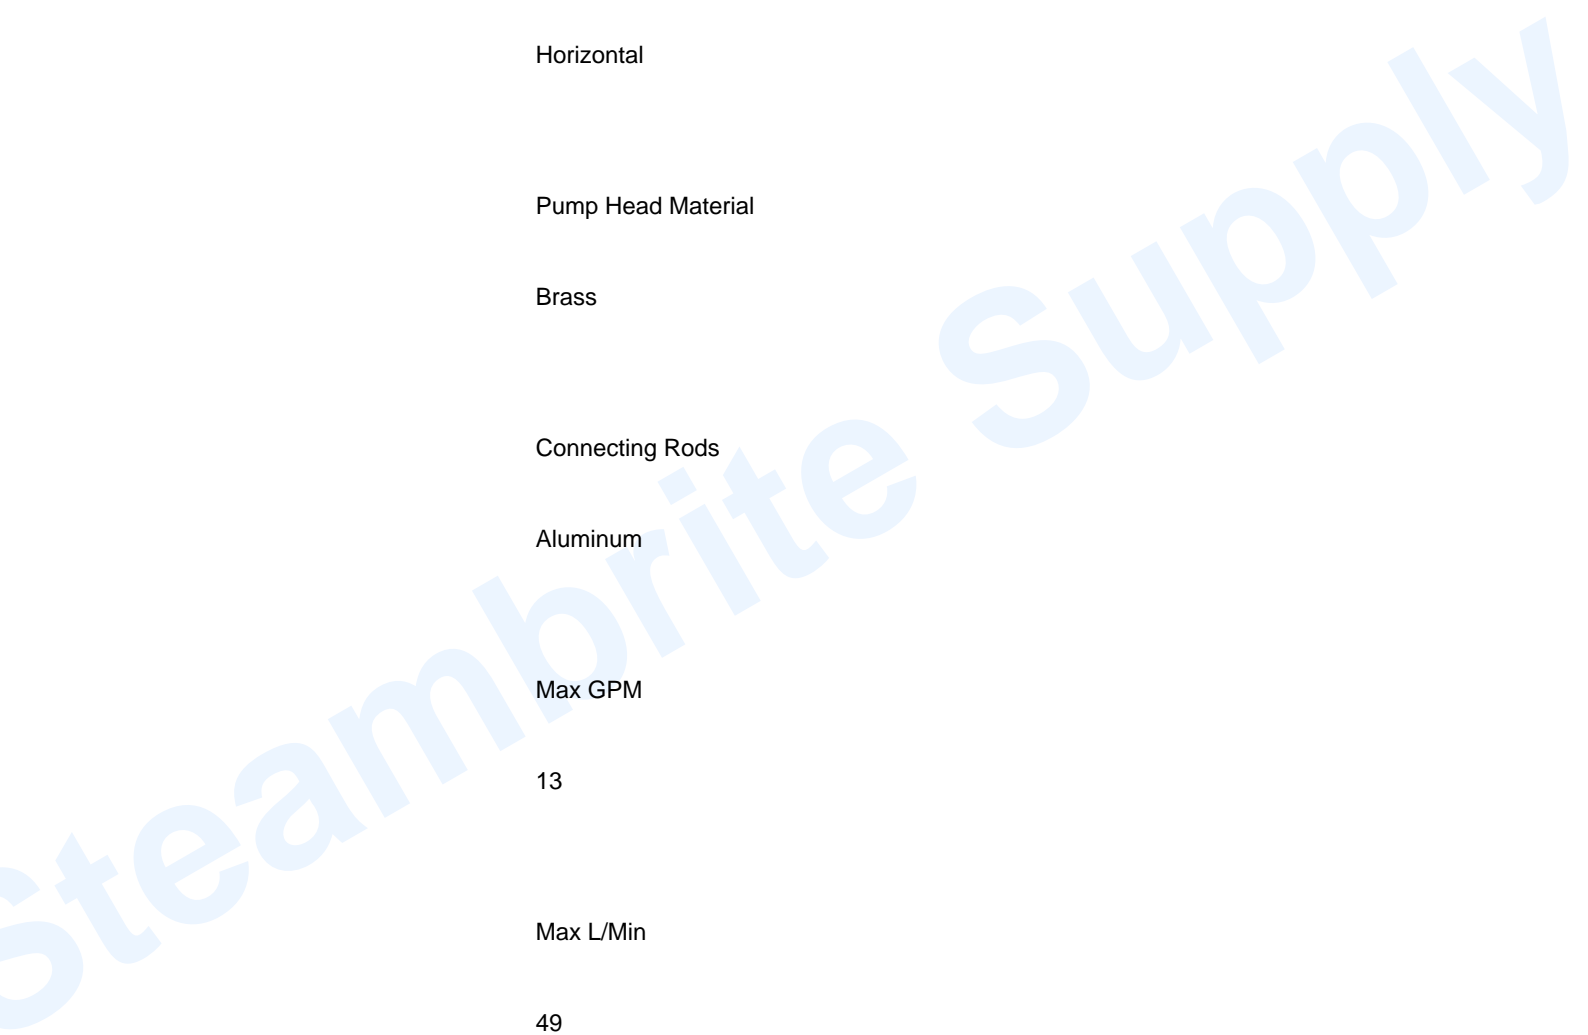 Horizontal
Pump Head Material
Brass
Connecting Rods
Aluminum
Max GPM
13
Max L/Min
49
Steambrite Supply